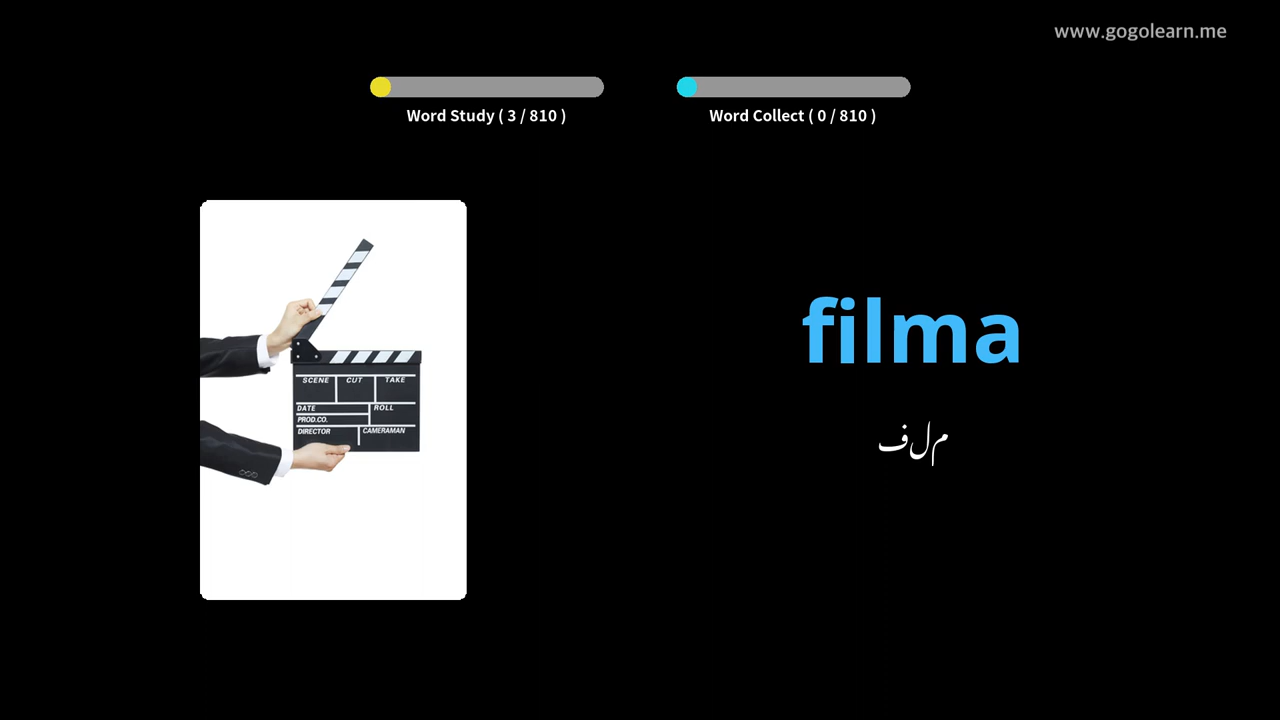 www.gogolearn.me
Word Study ( 3 / 810 )
Word Collect ( 0 / 810 )
SCENE CUT TAKE
DATE ROLL
PROD.CO.
DIRECTOR CAMERAMAN
filma
ملف